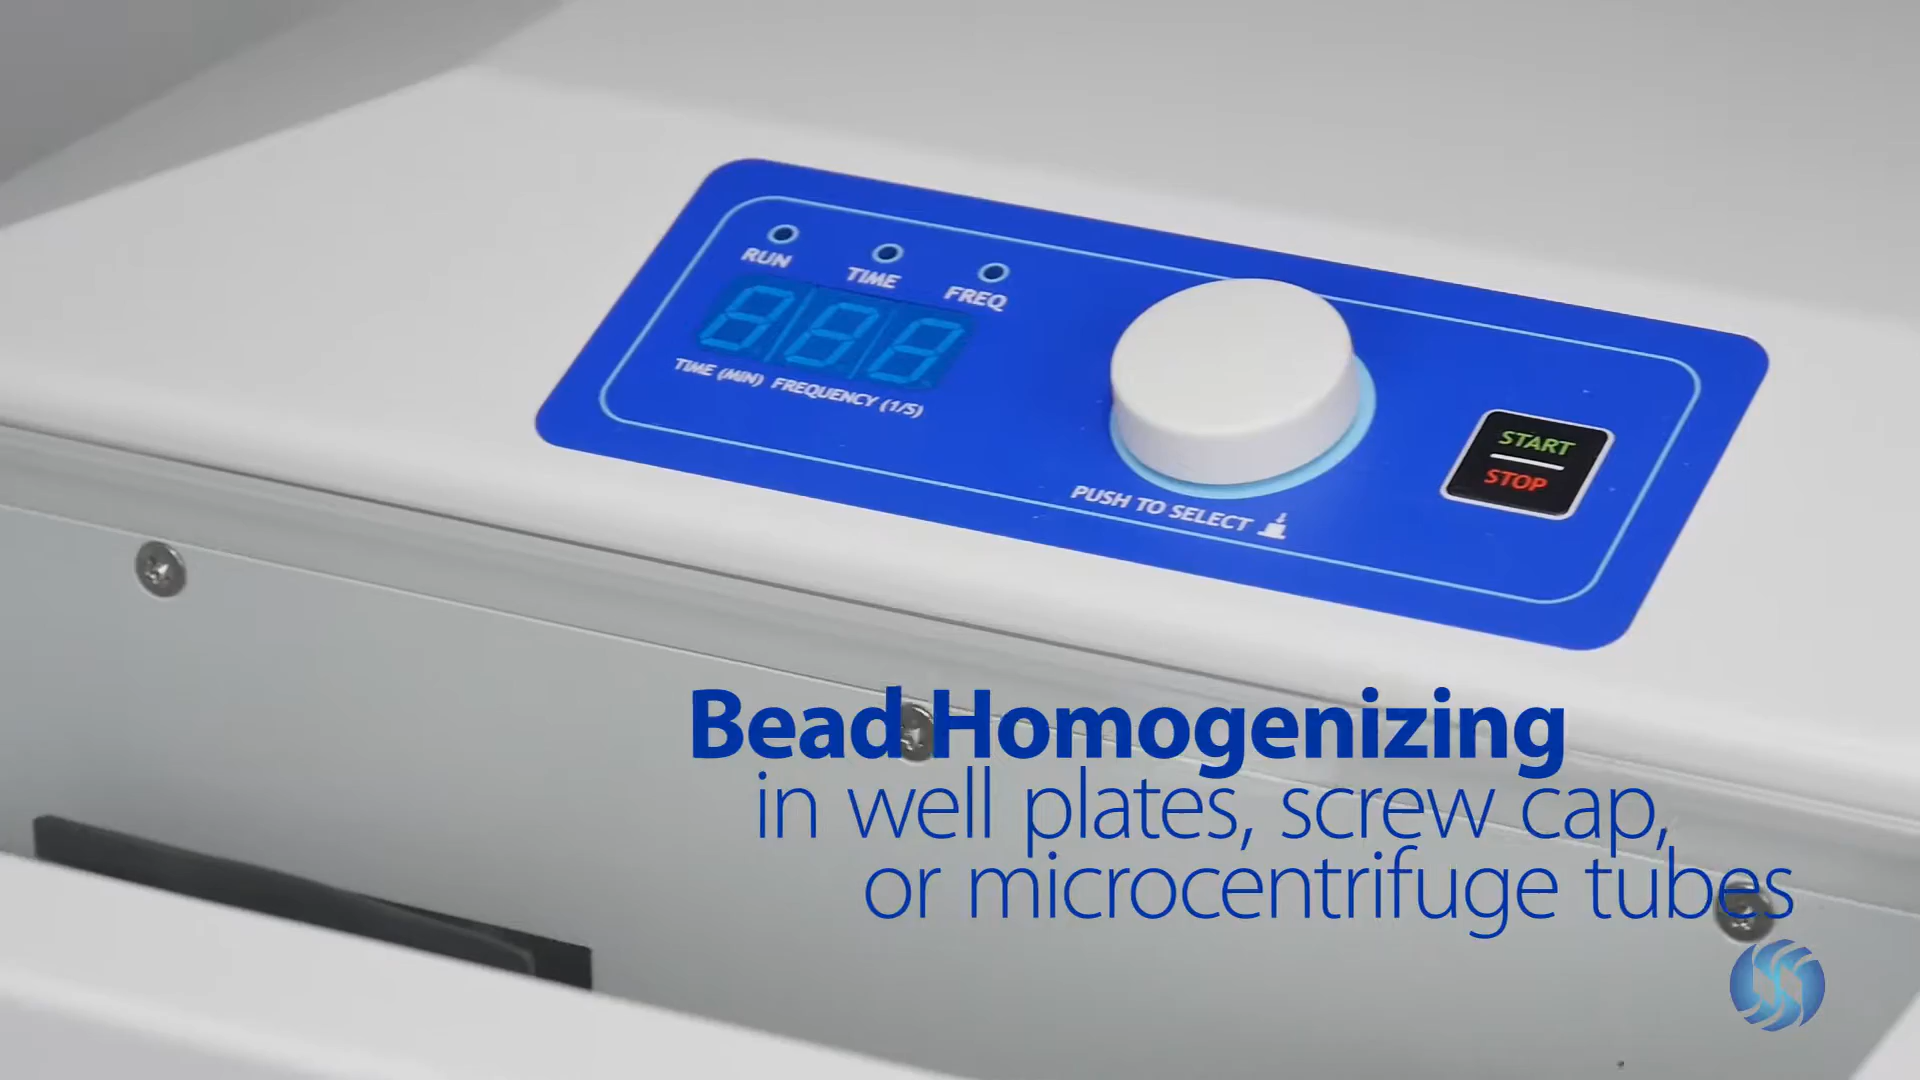 RUN
TIME
FREQ
TIME (MIN) FREQUENCY (1/S)
PUSH TO SELECT
START
STOP
Bead Homogenizing
in well plates, screw cap,
or microcentrifuge tubes